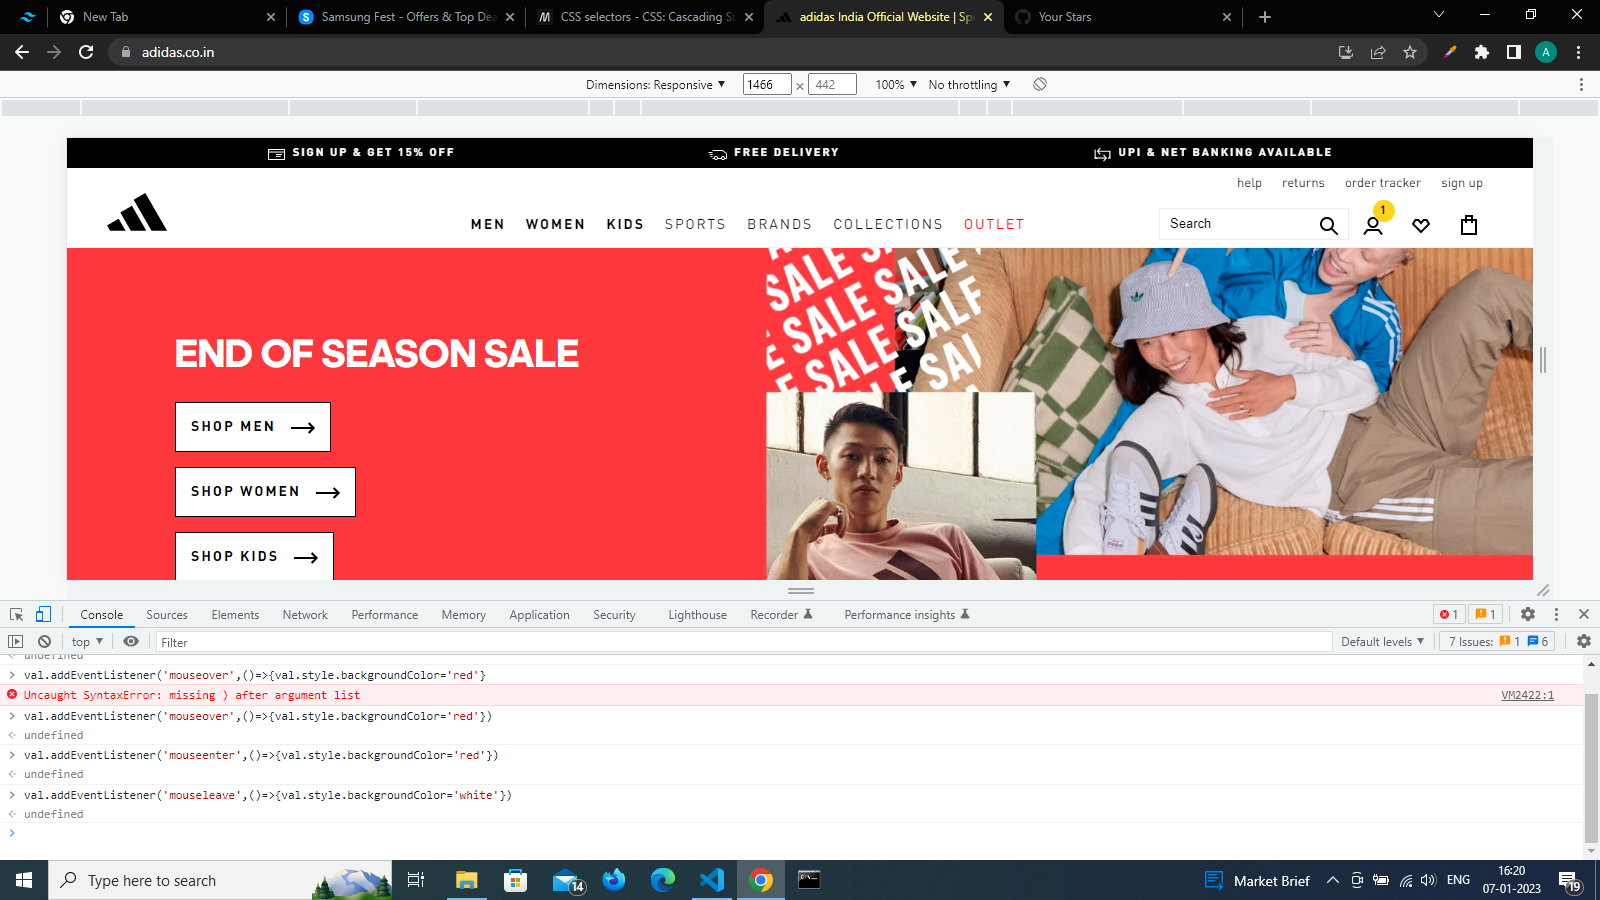 New Tab
Samsung Fest - Offers & Top Dea
CSS selectors - CSS: Cascading St
adidas India Official Website | Spo
Your Stars
adidas.co.in
A
Dimensions: Responsive ▼ 1466 × 442 100% ▼ No throttling ▼
SIGN UP & GET 15% OFF
FREE DELIVERY
UPI & NET BANKING AVAILABLE
help returns order tracker sign up
MEN WOMEN KIDS SPORTS BRANDS COLLECTIONS OUTLET
Search
1
END OF SEASON SALE
SALE SALE
SALE SALE SALE
SALE SALE SALE
SALE SAL
SHOP MEN
SHOP WOMEN
SHOP KIDS
Console Sources Elements Network Performance Memory Application Security Lighthouse Recorder Performance insights 1 1
top ▼ Filter Default levels ▼ 7 Issues: 1 6
undefined
val.addEventListener('mouseover',()=>{val.style.backgroundColor='red'}
Uncaught SyntaxError: missing ) after argument list VM2422:1
val.addEventListener('mouseover',()=>{val.style.backgroundColor='red'})
undefined
val.addEventListener('mouseenter',()=>{val.style.backgroundColor='red'})
undefined
val.addEventListener('mouseleave',()=>{val.style.backgroundColor='white'})
undefined
Type here to search
14
Market Brief
ENG
16:20
07-01-2023
19